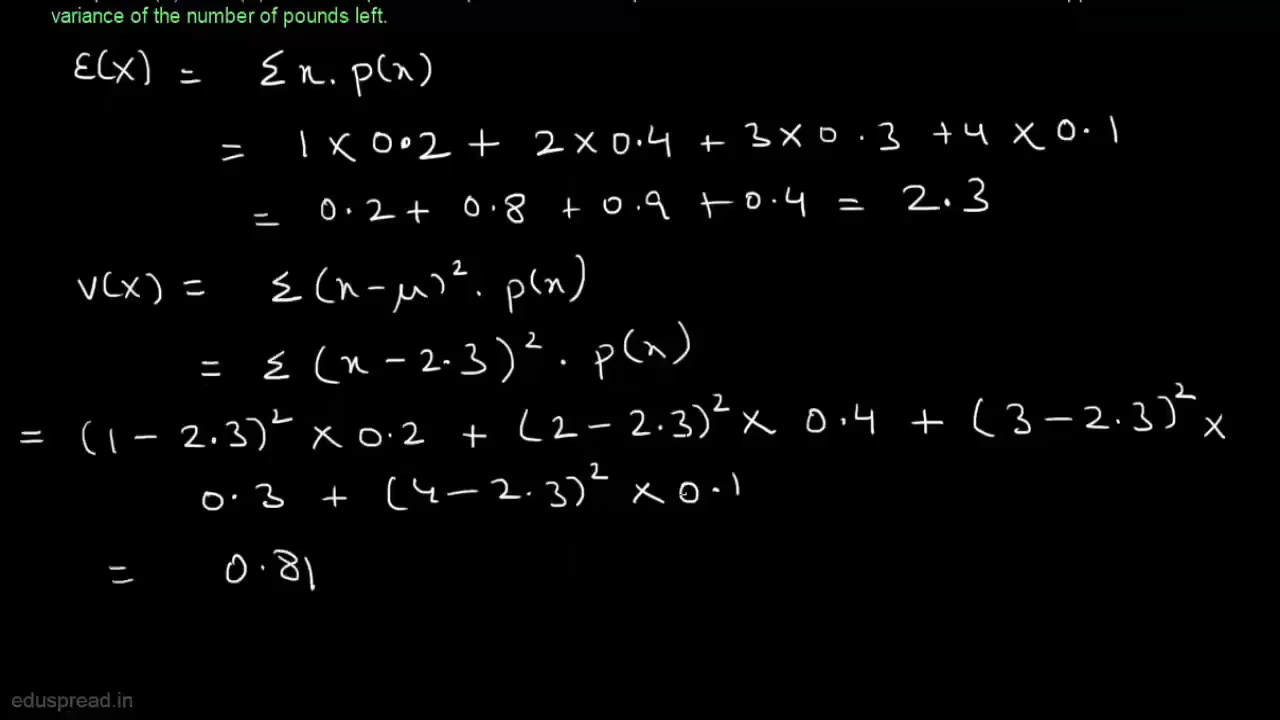 variance of the number of pounds left.
E(X) = Σ x. p(x)
= 1 × 0.2 + 2 × 0.4 + 3 × 0.3 + 4 × 0.1
= 0.2 + 0.8 + 0.9 + 0.4 = 2.3
V(X) = Σ (x - μ)². p(x)
= Σ (x - 2.3)² . p(x)
= (1 - 2.3)² × 0.2 + (2 - 2.3)² × 0.4 + (3 - 2.3)² ×
0.3 + (4 - 2.3)² × 0.1
= 0.81
eduspread.in